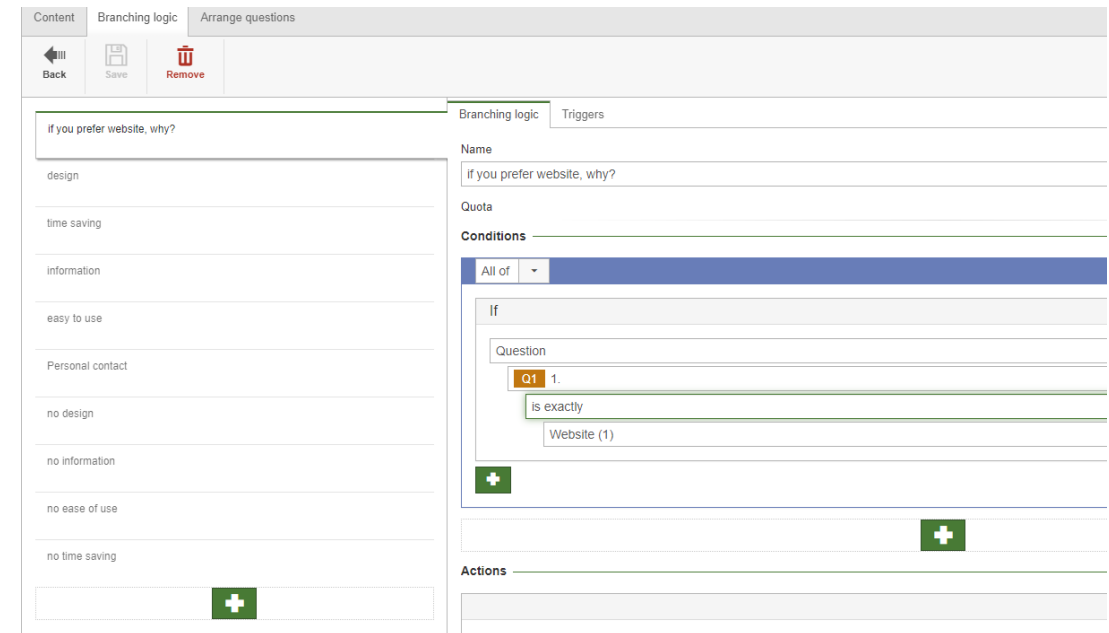 Content Branching logic Arrange questions
Back Save Remove
if you prefer website, why?
design
time saving
information
easy to use
Personal contact
no design
no information
no ease of use
no time saving
Branching logic Triggers
Name
if you prefer website, why?
Quota
Conditions
All of
If
Question
Q1 1.
is exactly
Website (1)
Actions